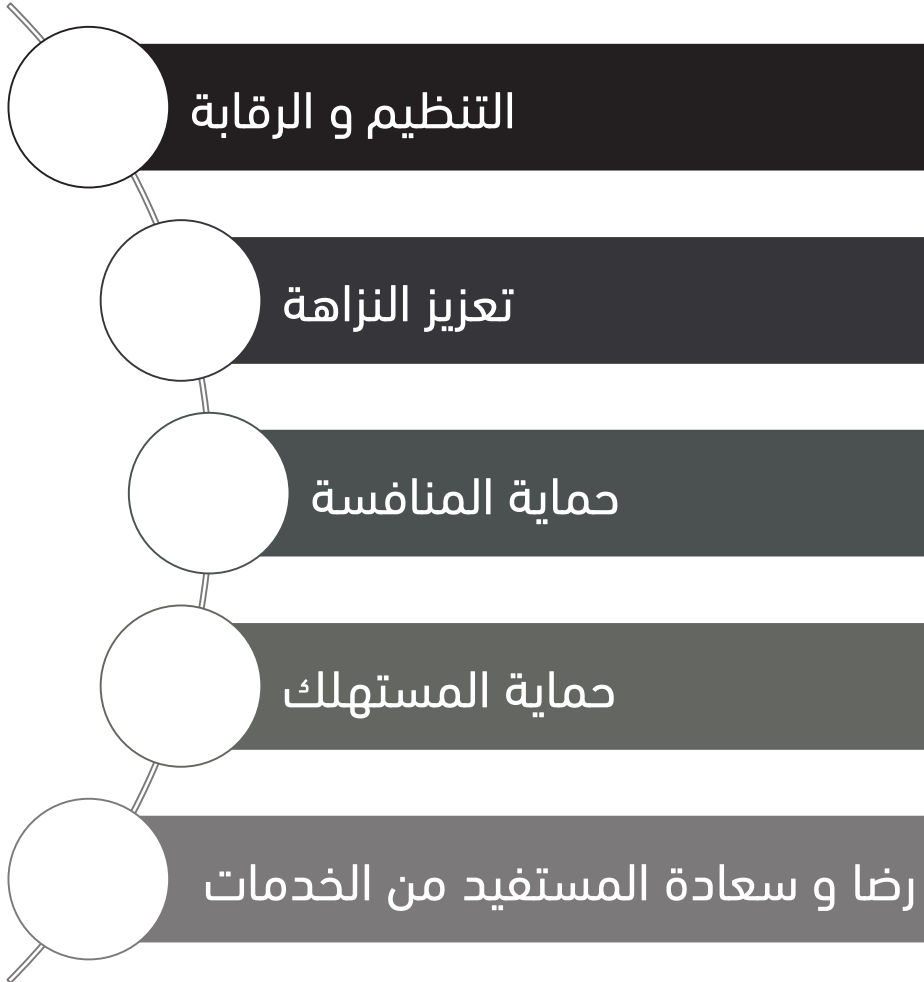 التنظيم و الرقابة
تعزيز النزاهة
حماية المنافسة
حماية المستهلك
رضا و سعادة المستفيد من الخدمات